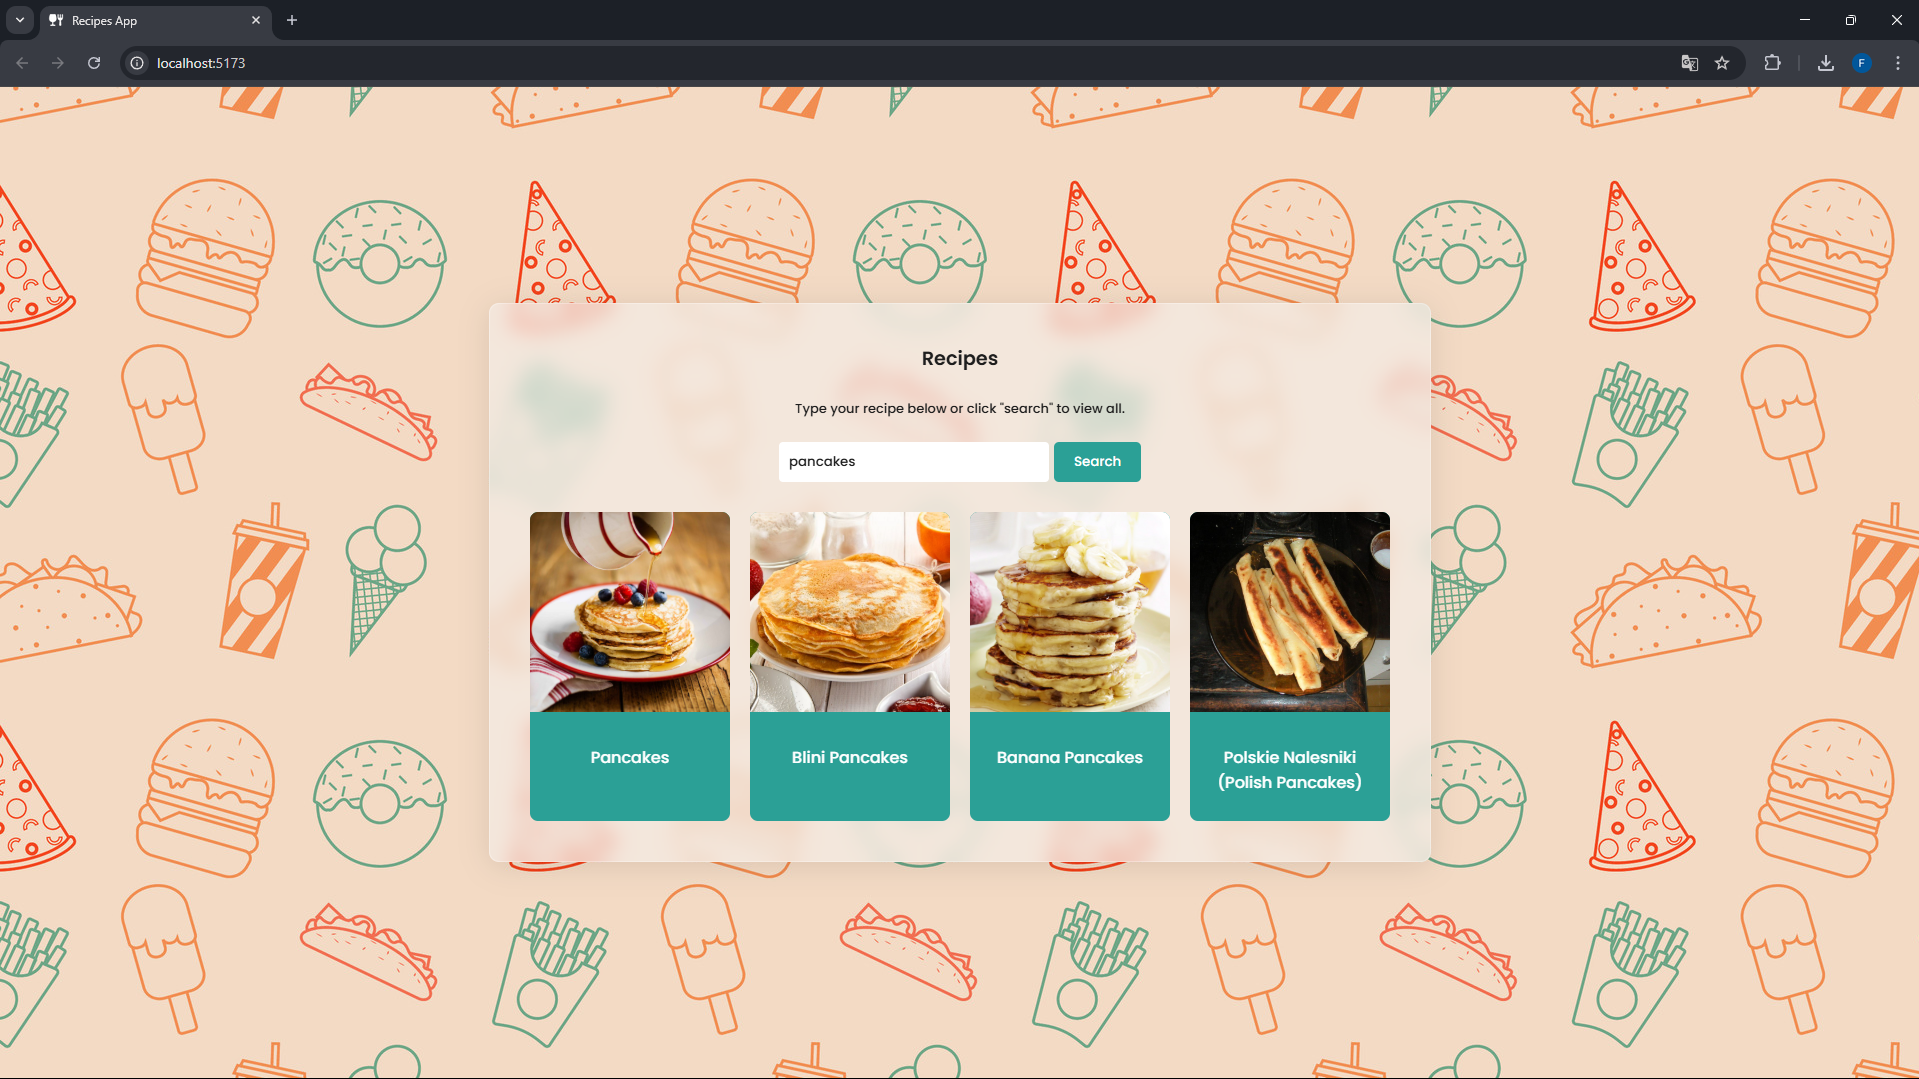 Recipes App
localhost:5173
F
Recipes
Type your recipe below or click "search" to view all.
pancakes
Search
Pancakes
Blini Pancakes
Banana Pancakes
Polskie Nalesniki
(Polish Pancakes)